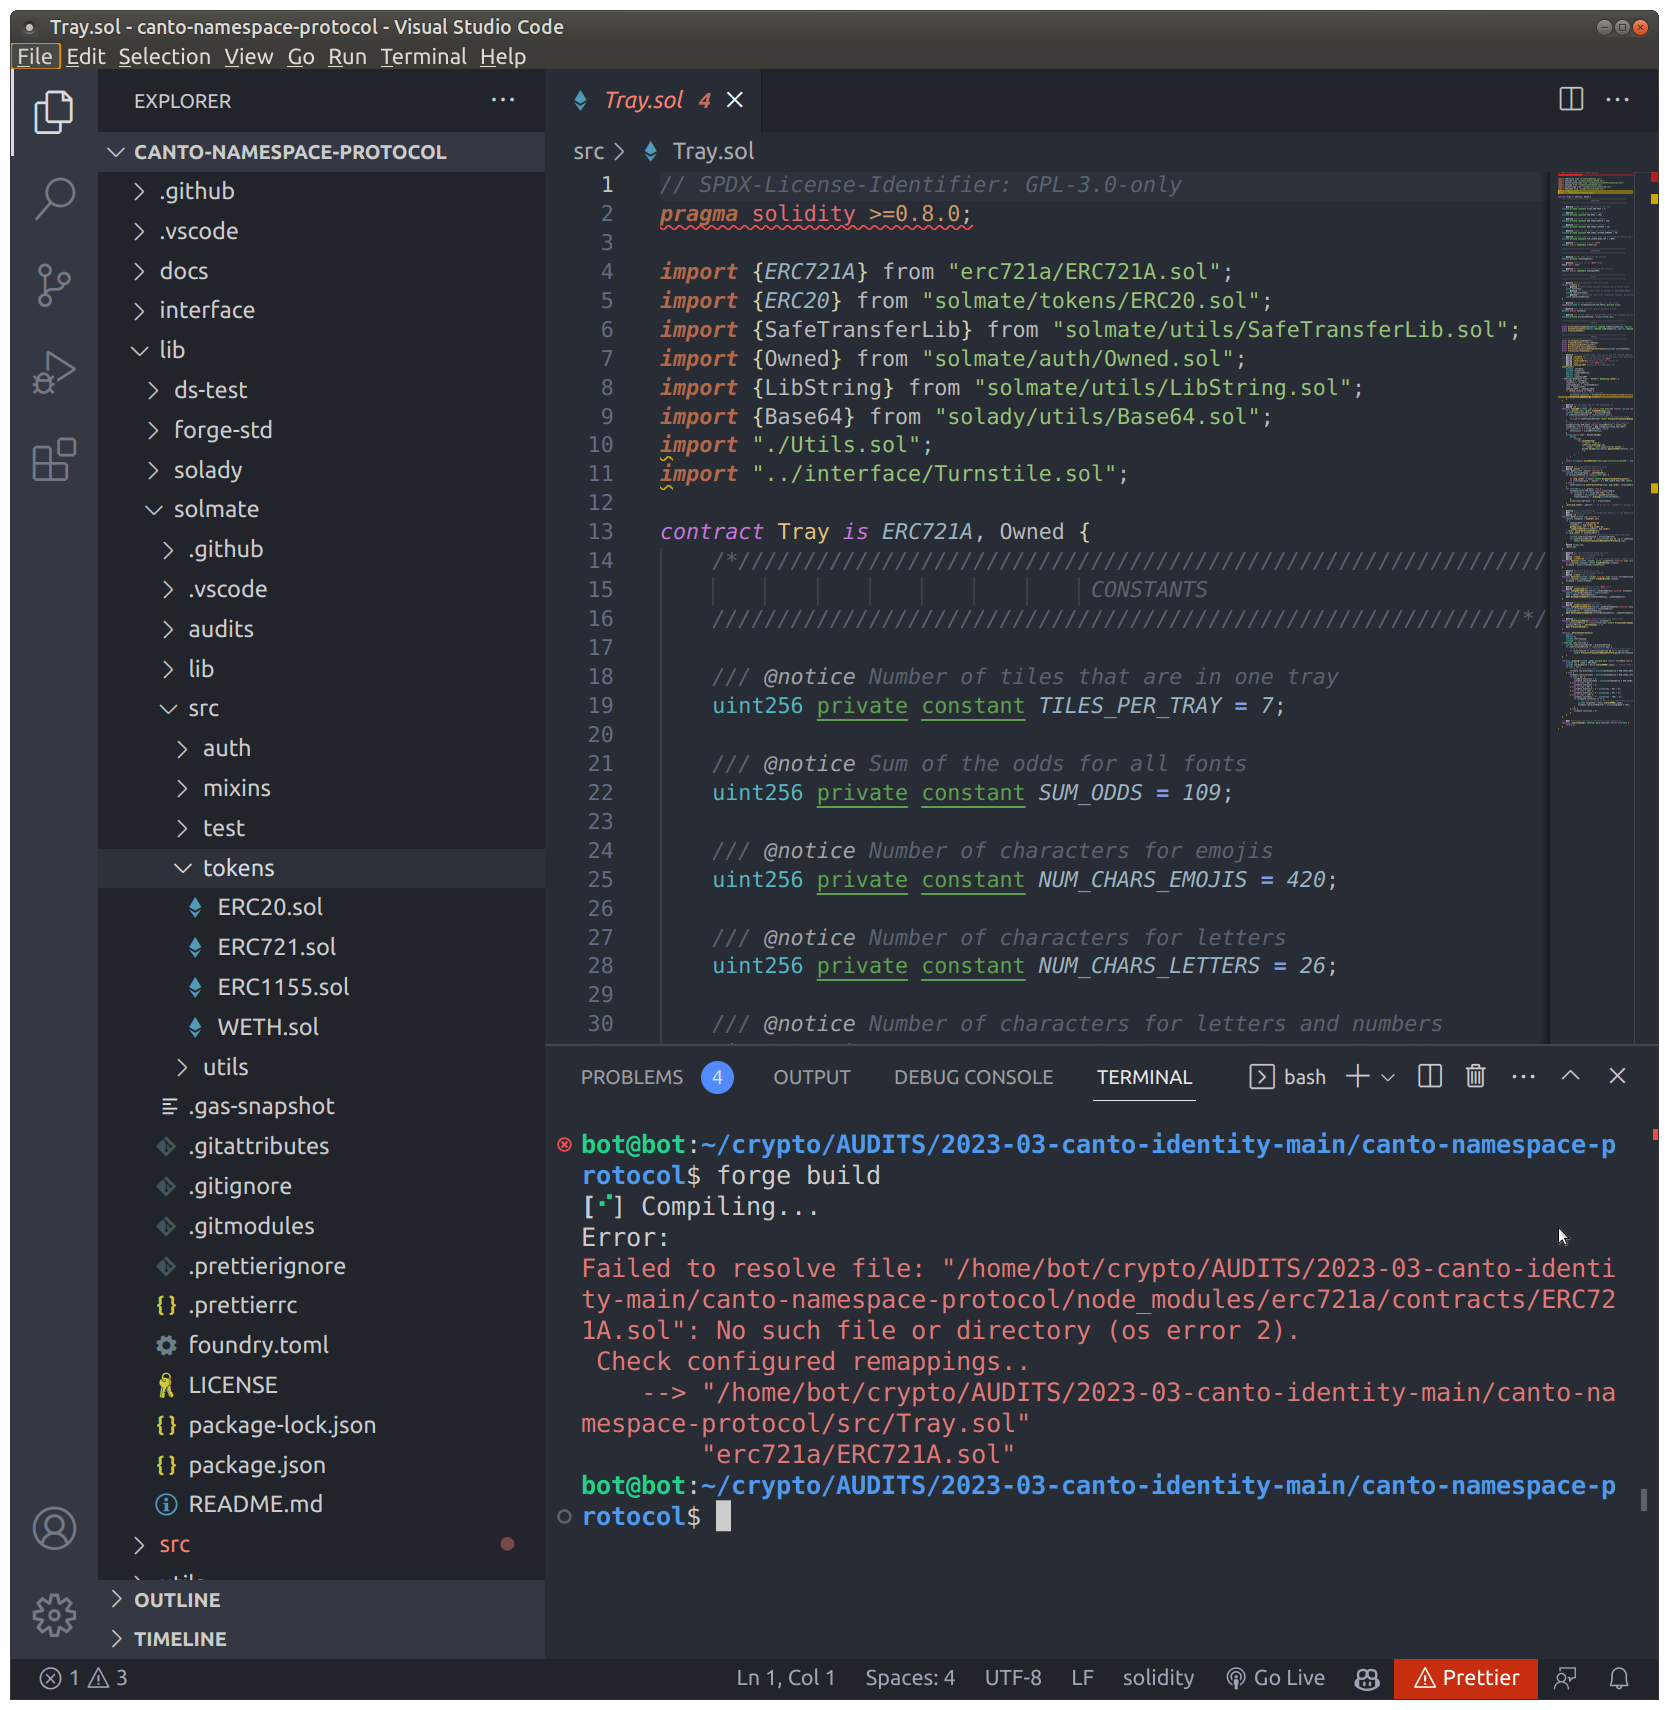 Tray.sol - canto-namespace-protocol - Visual Studio Code
File Edit Selection View Go Run Terminal Help
EXPLORER
CANTO-NAMESPACE-PROTOCOL
.github
.vscode
docs
interface
lib
ds-test
forge-std
solady
solmate
.github
.vscode
audits
lib
src
auth
mixins
test
tokens
ERC20.sol
ERC721.sol
ERC1155.sol
WETH.sol
utils
.gas-snapshot
.gitattributes
.gitignore
.gitmodules
.prettierignore
.prettierrc
foundry.toml
LICENSE
package-lock.json
package.json
README.md
src
OUTLINE
TIMELINE
Tray.sol 4
src > Tray.sol
1 // SPDX-License-Identifier: GPL-3.0-only
2 pragma solidity >=0.8.0;
3
4 import {ERC721A} from "erc721a/ERC721A.sol";
5 import {ERC20} from "solmate/tokens/ERC20.sol";
6 import {SafeTransferLib} from "solmate/utils/SafeTransferLib.sol";
7 import {Owned} from "solmate/auth/Owned.sol";
8 import {LibString} from "solmate/utils/LibString.sol";
9 import {Base64} from "solady/utils/Base64.sol";
10 import "./Utils.sol";
11 import "../interface/Turnstile.sol";
12
13 contract Tray is ERC721A, Owned {
14 /*//////////////////////////////////////////////////////////////
15 CONSTANTS
16 //////////////////////////////////////////////////////////////*/
17
18 /// @notice Number of tiles that are in one tray
19 uint256 private constant TILES_PER_TRAY = 7;
20
21 /// @notice Sum of the odds for all fonts
22 uint256 private constant SUM_ODDS = 109;
23
24 /// @notice Number of characters for emojis
25 uint256 private constant NUM_CHARS_EMOJIS = 420;
26
27 /// @notice Number of characters for letters
28 uint256 private constant NUM_CHARS_LETTERS = 26;
29
30 /// @notice Number of characters for letters and numbers
PROBLEMS 4 OUTPUT DEBUG CONSOLE TERMINAL bash
bot@bot:~/crypto/AUDITS/2023-03-canto-identity-main/canto-namespace-p
rotocol$ forge build
[⠊] Compiling...
Error:
Failed to resolve file: "/home/bot/crypto/AUDITS/2023-03-canto-identi
ty-main/canto-namespace-protocol/node_modules/erc721a/contracts/ERC72
1A.sol": No such file or directory (os error 2).
Check configured remappings..
--> "/home/bot/crypto/AUDITS/2023-03-canto-identity-main/canto-na
mespace-protocol/src/Tray.sol"
"erc721a/ERC721A.sol"
bot@bot:~/crypto/AUDITS/2023-03-canto-identity-main/canto-namespace-p
rotocol$
1 3 Ln 1, Col 1 Spaces: 4 UTF-8 LF solidity Go Live Prettier